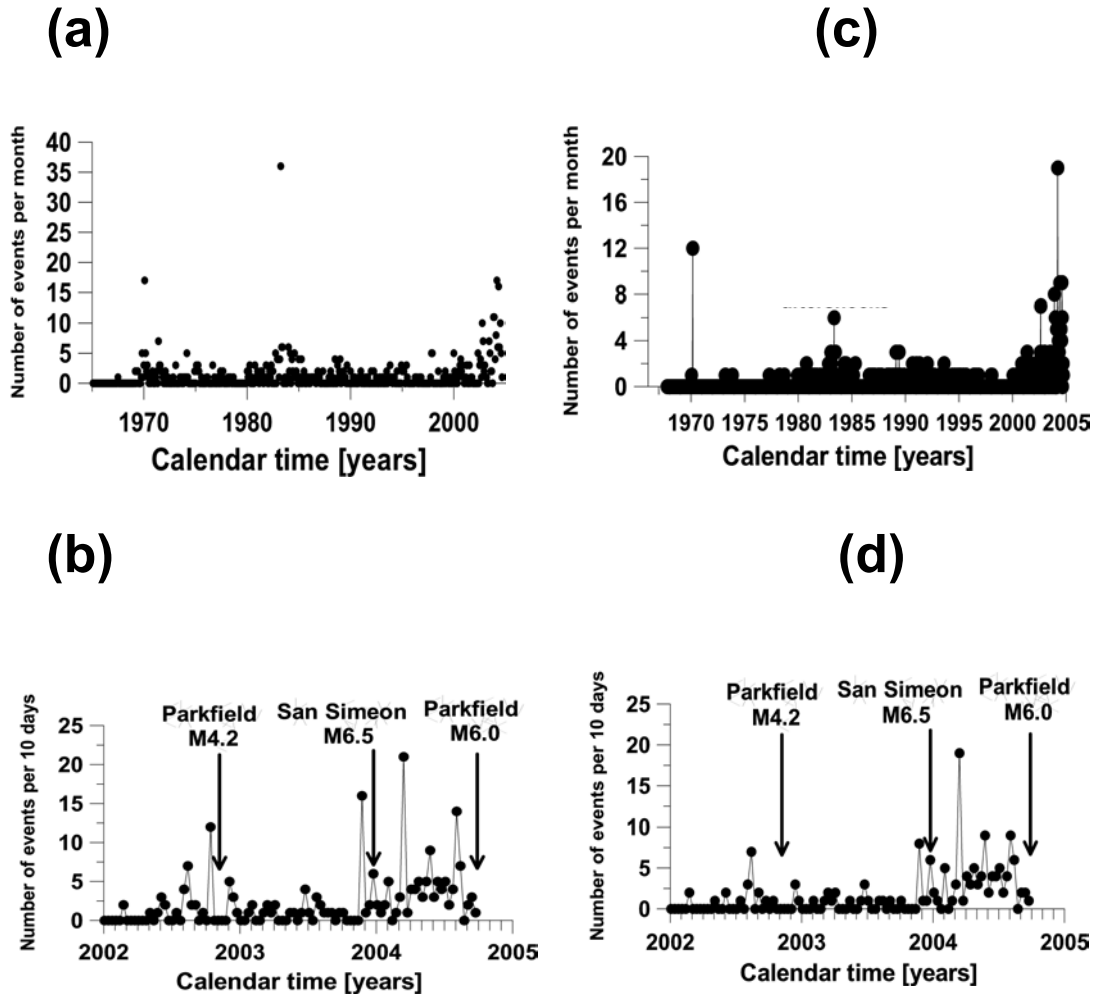 (a)
Number of events per month
40
35
30
25
20
15
10
5
0
1970 1980 1990 2000
Calendar time [years]
(c)
Number of events per month
20
16
12
8
4
0
1970 1975 1980 1985 1990 1995 2000 2005
Calendar time [years]
(b)
Number of events per 10 days
25
20
15
10
5
0
Parkfield
M4.2
San Simeon
M6.5
Parkfield
M6.0
2002 2003 2004 2005
Calendar time [years]
(d)
Number of events per 10 days
25
20
15
10
5
0
Parkfield
M4.2
San Simeon
M6.5
Parkfield
M6.0
2002 2003 2004 2005
Calendar time [years]